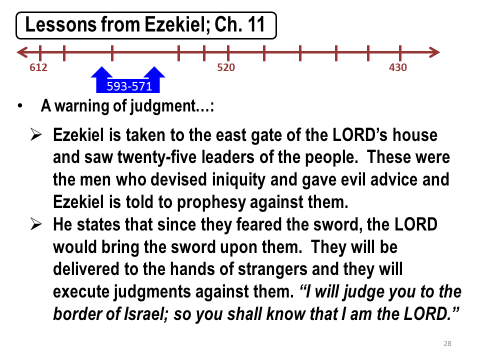 Lessons from Ezekiel; Ch. 11
612 520 430
593-571
• A warning of judgment…:
➢ Ezekiel is taken to the east gate of the LORD’s house
and saw twenty-five leaders of the people.  These were
the men who devised iniquity and gave evil advice and
Ezekiel is told to prophesy against them.
➢ He states that since they feared the sword, the LORD
would bring the sword upon them.  They will be
delivered to the hands of strangers and they will
execute judgments against them. “I will judge you to the
border of Israel; so you shall know that I am the LORD.”
28